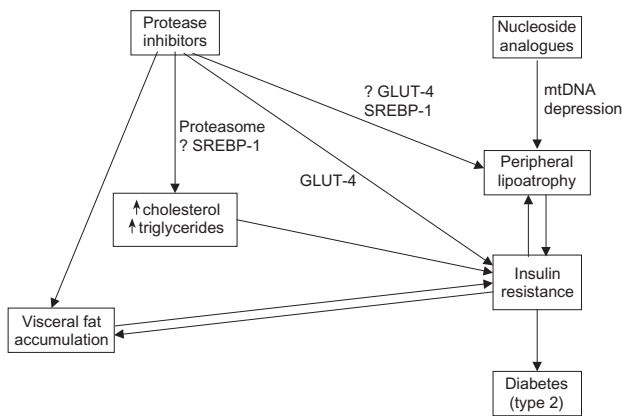 Protease
inhibitors
Nucleoside
analogues
? GLUT-4
SREBP-1
mtDNA
depression
Proteasome
? SREBP-1
GLUT-4
Peripheral
lipoatrophy
↑cholesterol
↑triglycerides
Insulin
resistance
Visceral fat
accumulation
Diabetes
(type 2)